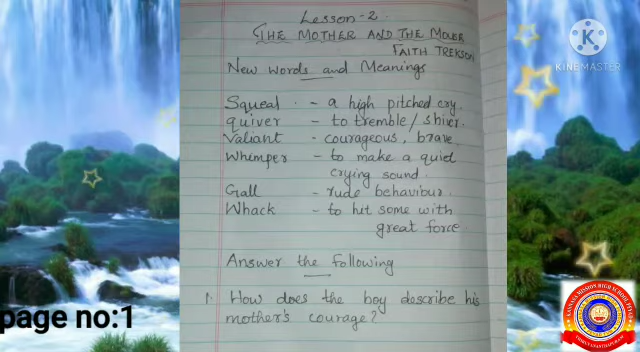 Lesson-2
THE MOTHER AND THE MOUSE
FAITH TREKSON
New words and Meanings
Squeal - a high pitched cry.
quiver - to tremble/ shiver.
Valiant - courageous, brave
Whimper - to make a quiet
crying sound.
Gall - rude behaviour.
Whack - to hit some with
great force.
Answer the following
1. How does the boy describe his
mother's courage?
page no:1
KINEMASTER